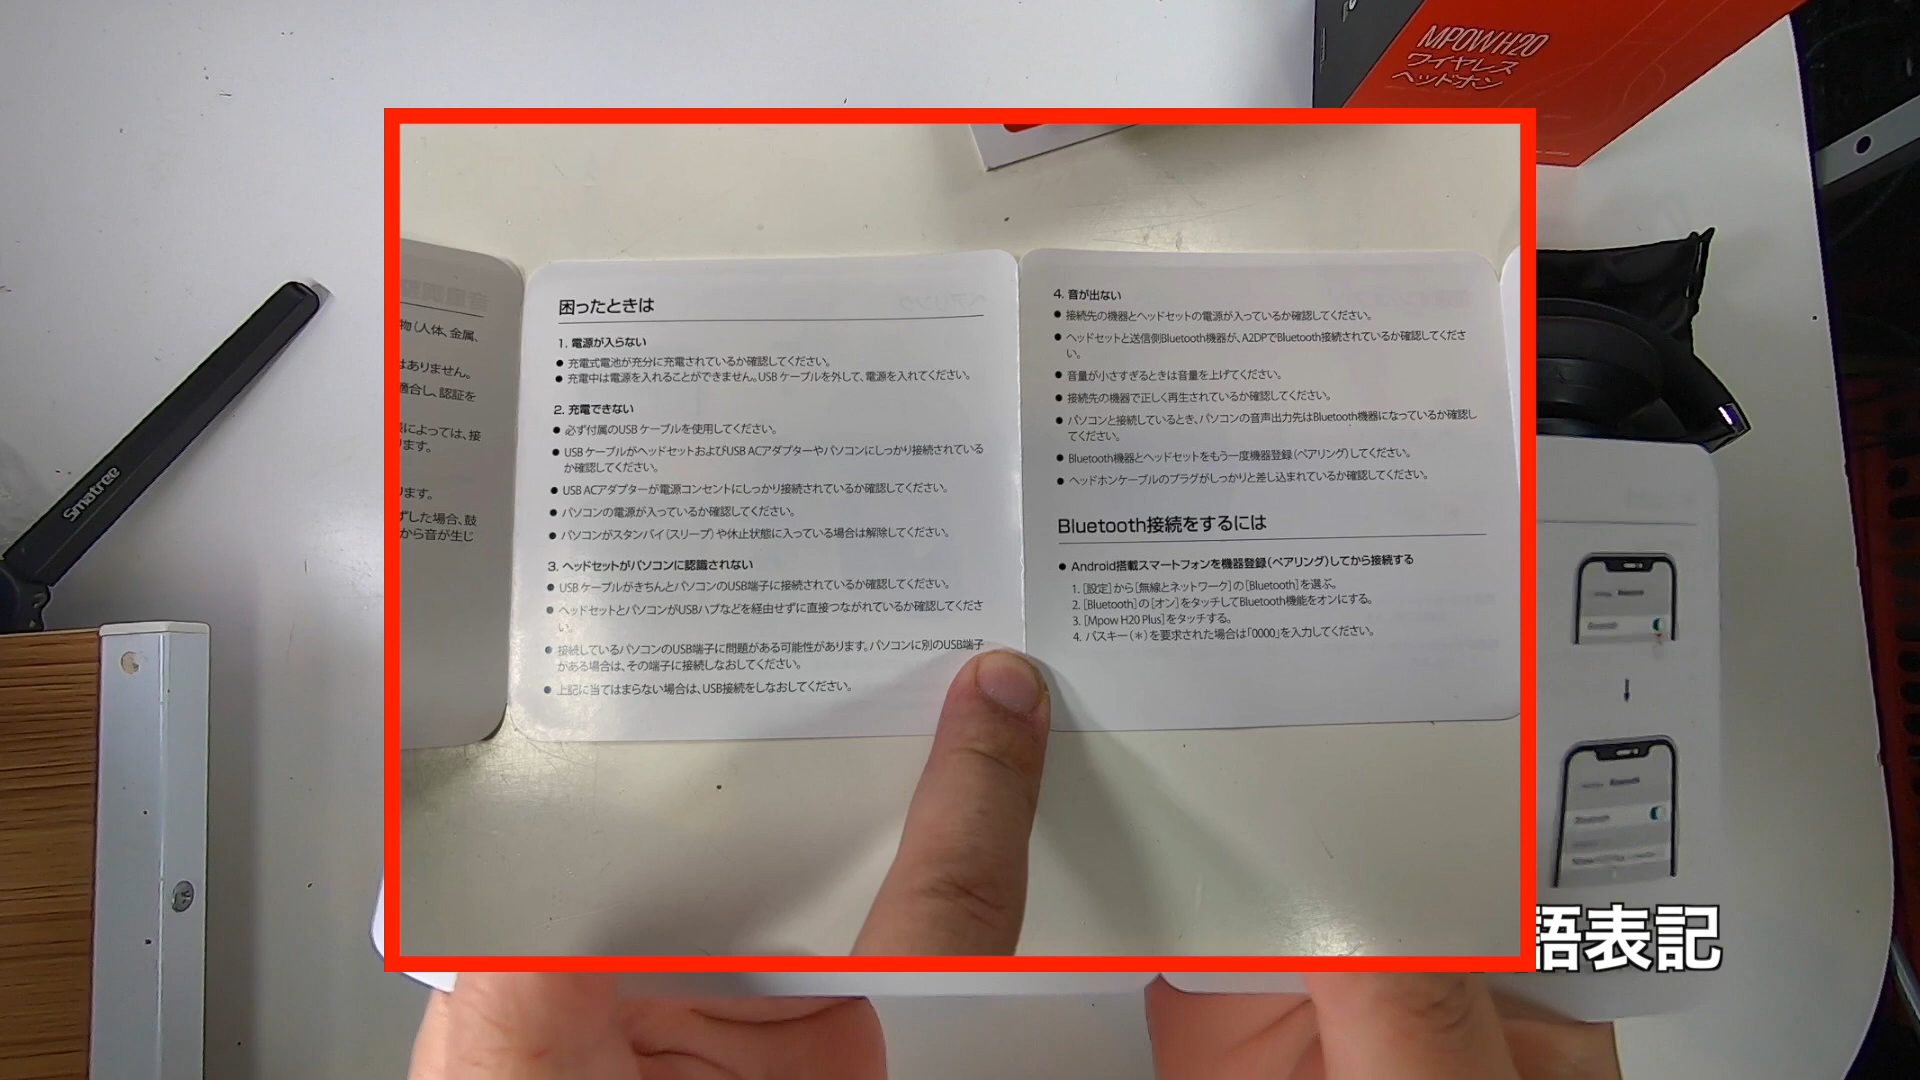 MPOW H20
ワイヤレス
ヘッドホン
Smatree
物(人体、金属、
はありません。
適合し、認証を
によっては、接
ります。
ります。
ずした場合、鼓
から音が生じ
困ったときは
1. 電源が入らない
● 充電式電池が充分に充電されているか確認してください。
● 充電中は電源を入れることができません。USB ケーブルを外して、電源を入れてください。
2. 充電できない
● 必ず付属のUSB ケーブルを使用してください。
● USB ケーブルがヘッドセットおよびUSB ACアダプターやパソコンにしっかり接続されている
か確認してください。
● USB ACアダプターが電源コンセントにしっかり接続されているか確認してください。
● パソコンの電源が入っているか確認してください。
● パソコンがスタンバイ(スリープ)や休止状態に入っている場合は解除してください。
3. ヘッドセットがパソコンに認識されない
● USB ケーブルがきちんとパソコンのUSB端子に接続されているか確認してください。
● ヘッドセットとパソコンがUSBハブなどを経由せずに直接つながれているか確認してくださ
い。
● 接続しているパソコンのUSB端子に問題がある可能性があります。パソコンに別のUSB端子
がある場合は、その端子に接続しなおしてください。
● 上記に当てはまらない場合は、USB接続をしなおしてください。
4. 音が出ない
● 接続先の機器とヘッドセットの電源が入っているか確認してください。
● ヘッドセットと送信側Bluetooth機器が、A2DPでBluetooth接続されているか確認してくださ
い。
● 音量が小さすぎるときは音量を上げてください。
● 接続先の機器で正しく再生されているか確認してください。
● パソコンと接続しているとき、パソコンの音声出力先はBluetooth機器になっているか確認し
てください。
● Bluetooth機器とヘッドセットをもう一度機器登録(ペアリング)してください。
● ヘッドホンケーブルのプラグがしっかりと差し込まれているか確認してください。
Bluetooth接続をするには
● Android搭載スマートフォンを機器登録(ペアリング)してから接続する
1. [設定]から[無線とネットワーク]の[Bluetooth]を選ぶ。
2. [Bluetooth]の[オン]をタッチしてBluetooth機能をオンにする。
3. [Mpow H20 Plus]をタッチする。
4. パスキー(＊)を要求された場合は「0000」を入力してください。
語表記